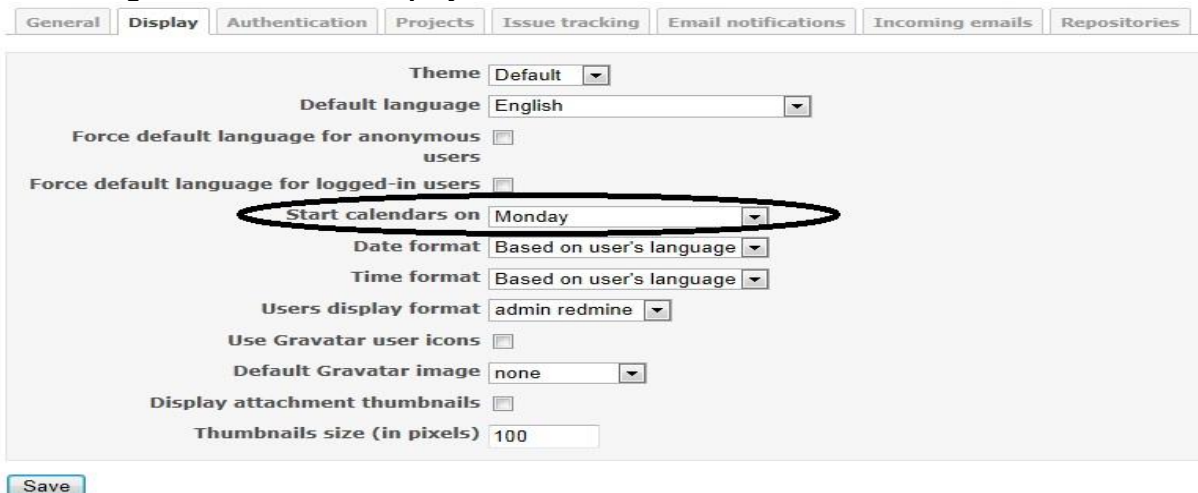 General Display Authentication Projects Issue tracking Email notifications Incoming emails Repositories
Theme Default
Default language English
Force default language for anonymous
users
Force default language for logged-in users
Start calendars on Monday
Date format Based on user's language
Time format Based on user's language
Users display format admin redmine
Use Gravatar user icons
Default Gravatar image none
Display attachment thumbnails
Thumbnails size (in pixels) 100
Save